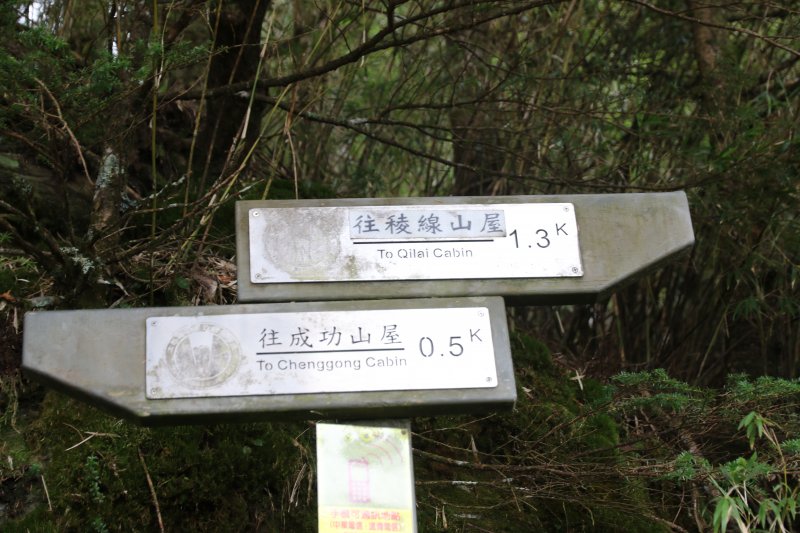 往稜線山屋
To Qilai Cabin
1.3K
往成功山屋
To Chenggong Cabin
0.5K